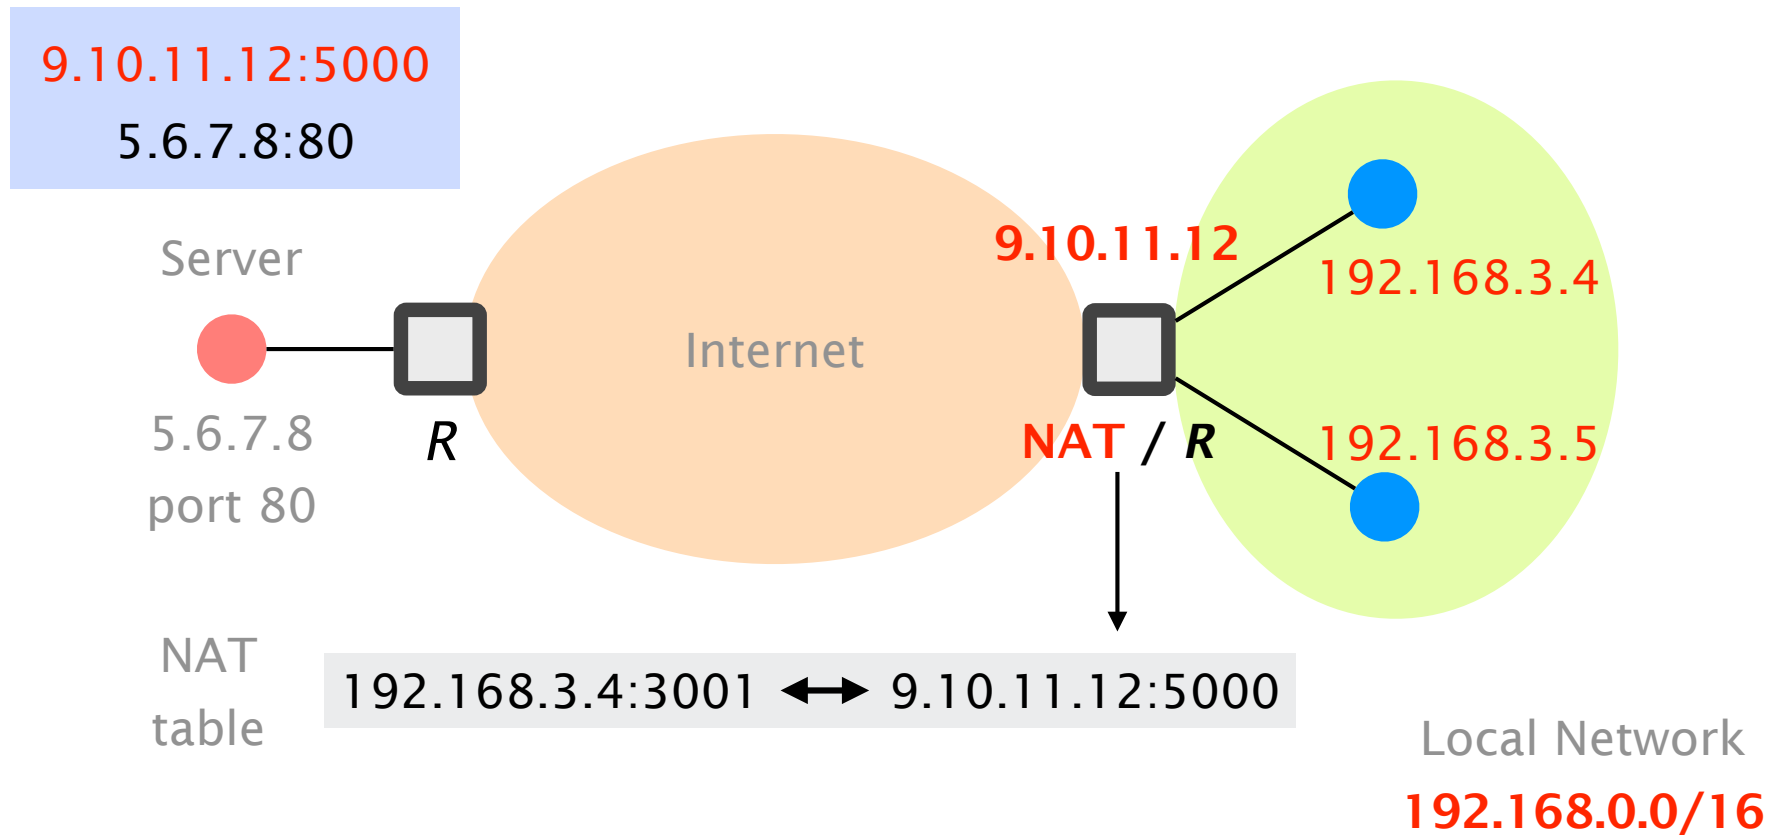 9.10.11.12:5000
5.6.7.8:80
Server
5.6.7.8
port 80
R
Internet
9.10.11.12
NAT / R
192.168.3.4
192.168.3.5
NAT
table
192.168.3.4:3001 ↔ 9.10.11.12:5000
Local Network
192.168.0.0/16